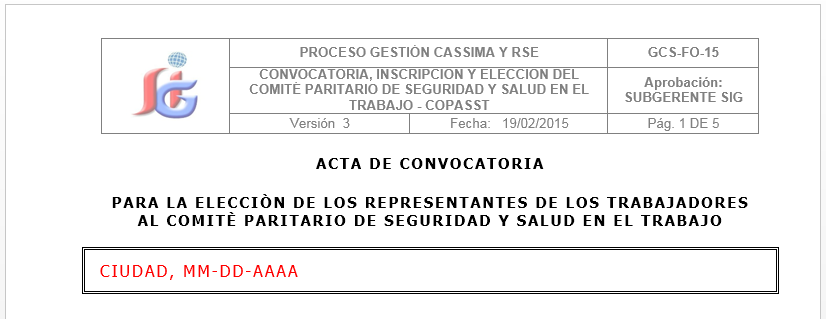 PROCESO GESTIÓN CASSIMA Y RSE
GCS-FO-15
CONVOCATORIA, INSCRIPCION Y ELECCION DEL
COMITÈ PARITARIO DE SEGURIDAD Y SALUD EN EL
TRABAJO - COPASST
Aprobación:
SUBGERENTE SIG
Versión 3
Fecha: 19/02/2015
Pág. 1 DE 5
ACTA DE CONVOCATORIA
PARA LA ELECCIÒN DE LOS REPRESENTANTES DE LOS TRABAJADORES
AL COMITÈ PARITARIO DE SEGURIDAD Y SALUD EN EL TRABAJO
CIUDAD, MM-DD-AAAA